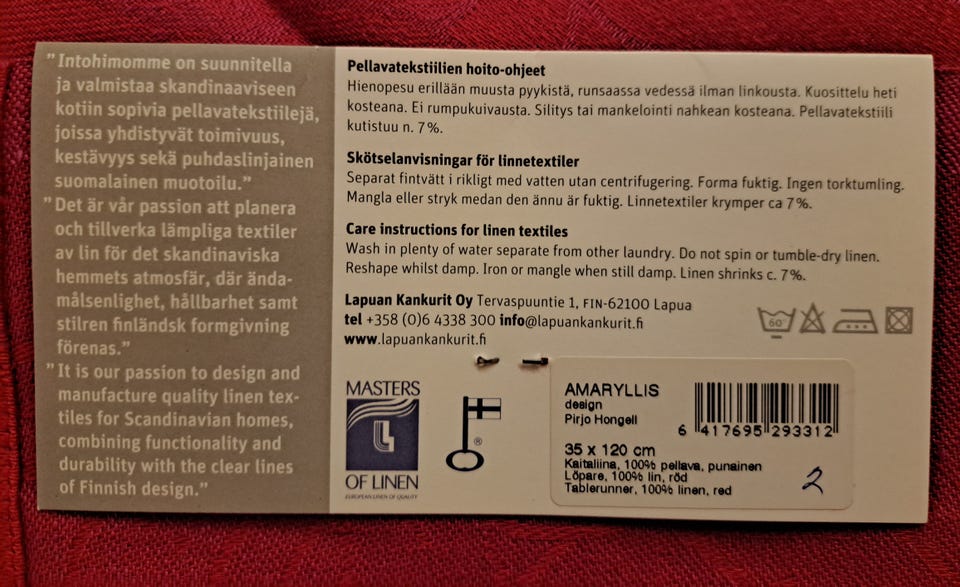 "Intohimomme on suunnitella
ja valmistaa skandinaaviseen
kotiin sopivia pellavatekstiilejä,
joissa yhdistyvät toimivuus,
kestävyys sekä puhdaslinjainen
suomalainen muotoilu."
"Det är vår passion att planera
och tillverka lämpliga textiler
av lin för det skandinaviska
hemmets atmosfär, där ända-
målsenlighet, hållbarhet samt
stilren finländsk formgivning
förenas."
"It is our passion to design and
manufacture quality linen tex-
tiles for Scandinavian homes,
combining functionality and
durability with the clear lines
of Finnish design."
Pellavatekstiilien hoito-ohjeet
Hienopesu erillään muusta pyykistä, runsaassa vedessä ilman linkousta. Kuosittelu heti
kosteana. Ei rumpukuivausta. Silitys tai mankelointi nahkean kosteana. Pellavatekstiili
kutistuu n. 7%.
Skötselanvisningar för linnetextiler
Separat fintvätt i rikligt med vatten utan centrifugering. Forma fuktig. Ingen torktumling.
Mangla eller stryk medan den ännu är fuktig. Linnetextiler krymper ca 7%.
Care instructions for linen textiles
Wash in plenty of water separate from other laundry. Do not spin or tumble-dry linen.
Reshape whilst damp. Iron or mangle when still damp. Linen shrinks c. 7%.
Lapuan Kankurit Oy Tervaspuuntie 1, FIN-62100 Lapua
tel +358 (0)6 4338 300 info@lapuankankurit.fi
www.lapuankankurit.fi
60
MASTERS
L
OF LINEN
EUROPEAN LINEN OF QUALITY
®
AMARYLLIS
design
Pirjo Hongell
6 417695 293312
35 x 120 cm
Kaitaliina, 100% pellava, punainen
Löpare, 100% lin, röd
Tablerunner, 100% linen, red
2